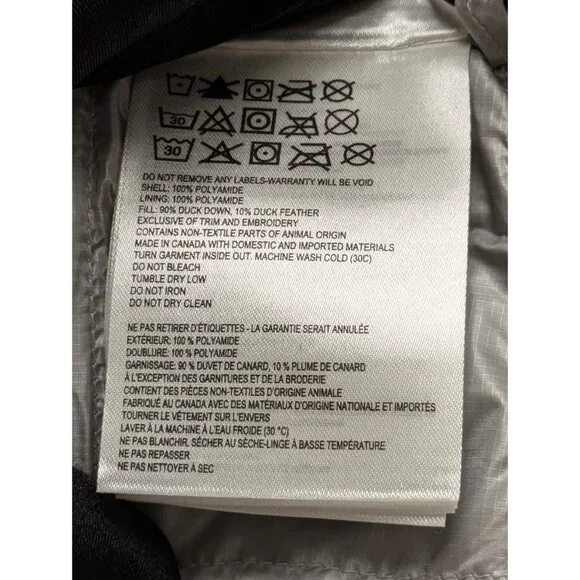 30
30
DO NOT REMOVE ANY LABELS-WARRANTY WILL BE VOID
SHELL: 100% POLYAMIDE
LINING: 100% POLYAMIDE
FILL: 90% DUCK DOWN, 10% DUCK FEATHER
EXCLUSIVE OF TRIM AND EMBROIDERY
CONTAINS NON-TEXTILE PARTS OF ANIMAL ORIGIN
MADE IN CANADA WITH DOMESTIC AND IMPORTED MATERIALS
TURN GARMENT INSIDE OUT. MACHINE WASH COLD (30C)
DO NOT BLEACH
TUMBLE DRY LOW
DO NOT IRON
DO NOT DRY CLEAN
NE PAS RETIRER D'ÉTIQUETTES - LA GARANTIE SERAIT ANNULÉE
EXTÉRIEUR: 100 % POLYAMIDE
DOUBLURE: 100 % POLYAMIDE
GARNISSAGE: 90 % DUVET DE CANARD, 10 % PLUME DE CANARD
À L'EXCEPTION DES GARNITURES ET DE LA BRODERIE
CONTIENT DES PIÈCES NON-TEXTILES D'ORIGINE ANIMALE
FABRIQUÉ AU CANADA AVEC DES MATÉRIAUX D'ORIGINE NATIONALE ET IMPORTÉS
TOURNER LE VÊTEMENT SUR L'ENVERS
LAVER À LA MACHINE À L'EAU FROIDE (30 °C)
NE PAS BLANCHIR. SÉCHER AU SÈCHE-LINGE À BASSE TEMPÉRATURE
NE PAS REPASSER
NE PAS NETTOYER À SEC